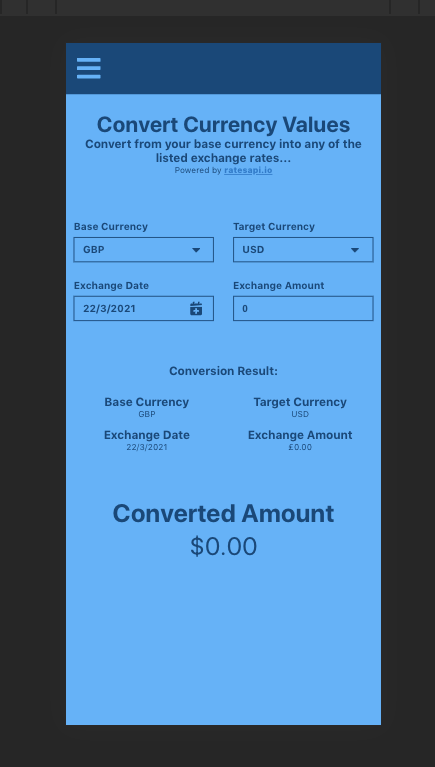 Convert Currency Values
Convert from your base currency into any of the
listed exchange rates...
Powered by ratesapi.io
Base Currency
Target Currency
GBP
USD
Exchange Date
Exchange Amount
22/3/2021
0
Conversion Result:
Base Currency
Target Currency
GBP
USD
Exchange Date
Exchange Amount
22/3/2021
£0.00
Converted Amount
$0.00